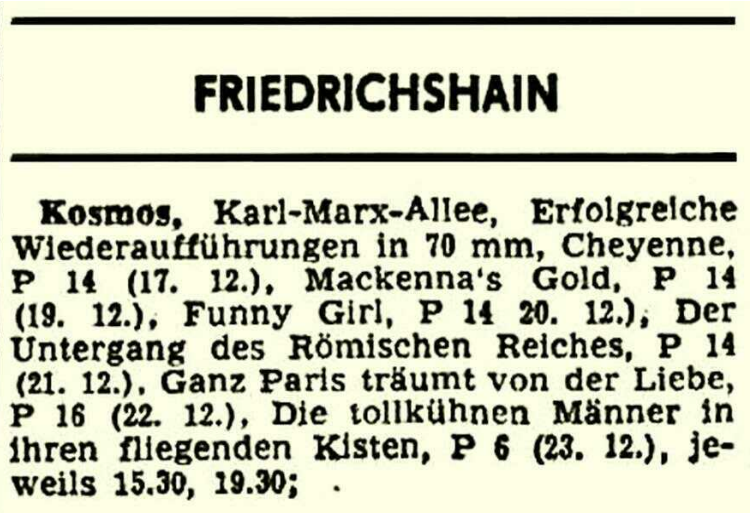 FRIEDRICHSHAIN
Kosmos, Karl-Marx-Allee, Erfolgreiche
Wiederaufführungen in 70 mm, Cheyenne,
P 14 (17. 12.), Mackenna's Gold, P 14
(19. 12.), Funny Girl, P 14 20. 12.), Der
Untergang des Römischen Reiches, P 14
(21. 12.), Ganz Paris träumt von der Liebe,
P 16 (22. 12.), Die tollkühnen Männer in
ihren fliegenden Kisten, P 6 (23. 12.), je-
weils 15.30, 19.30;